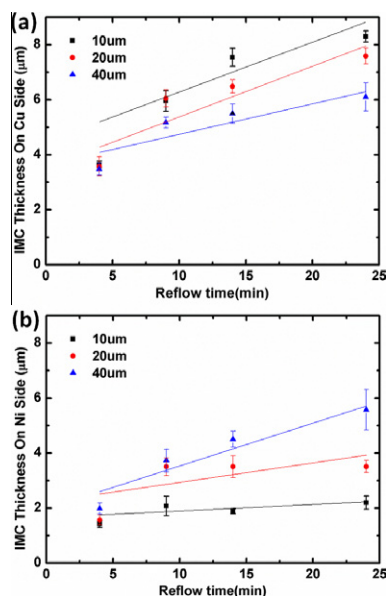 (a)
10um
20um
40um
IMC Thickness On Cu Side (μm)
8
6
4
2
0
0 5 10 15 20 25
Reflow time(min)
(b)
10um
20um
40um
IMC Thickness On Ni Side (μm)
8
6
4
2
0
0 5 10 15 20 25
Reflow time(min)